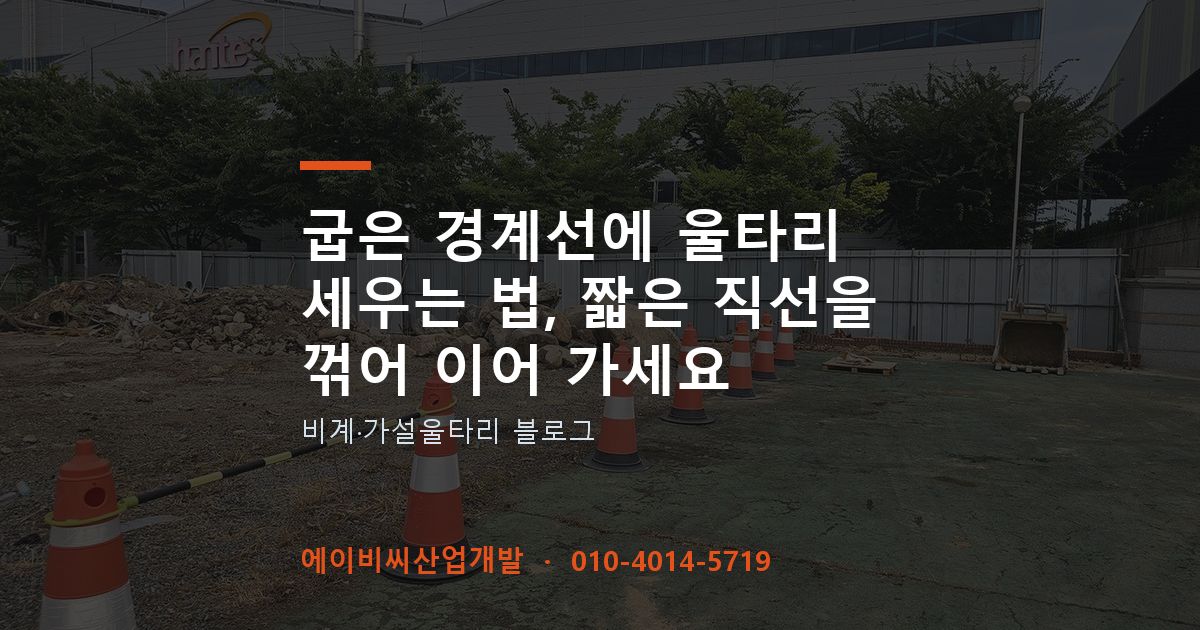 hantes
굽은 경계선에 울타리
세우는 법, 짧은 직선을
꺾어 이어 가세요
비계·가설울타리 블로그
에이비씨산업개발 · 010-4014-5719